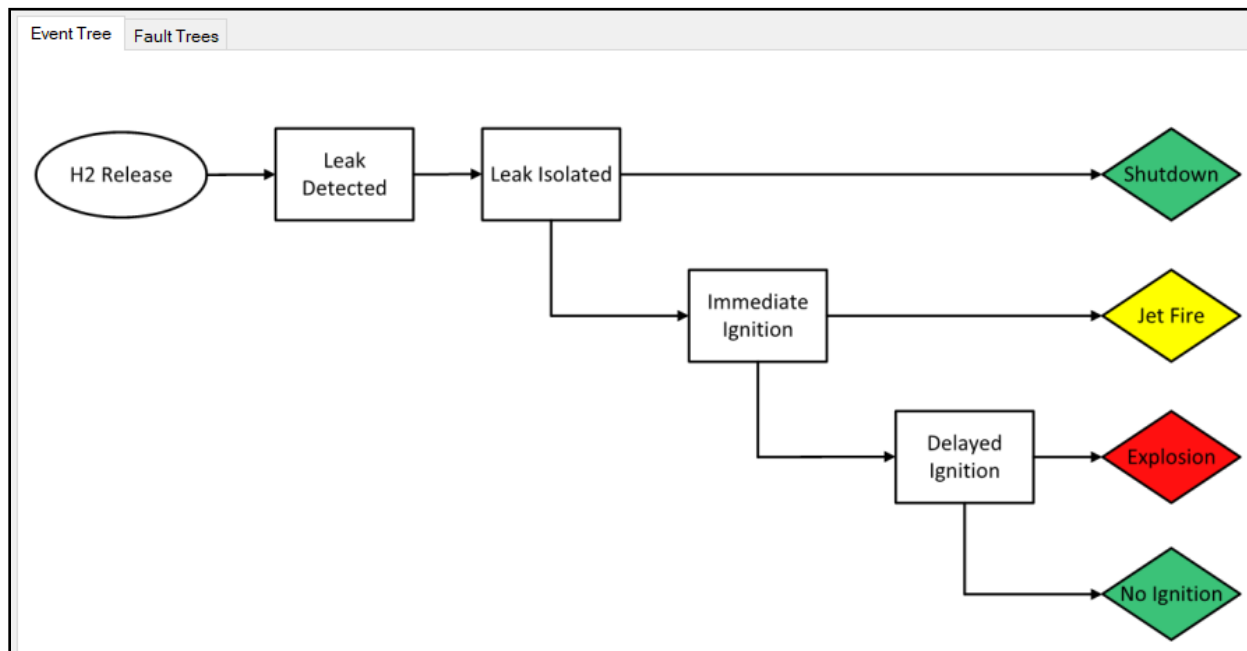 Event Tree
Fault Trees
H2 Release
Leak
Detected
Leak Isolated
Shutdown
Immediate
Ignition
Jet Fire
Delayed
Ignition
Explosion
No Ignition